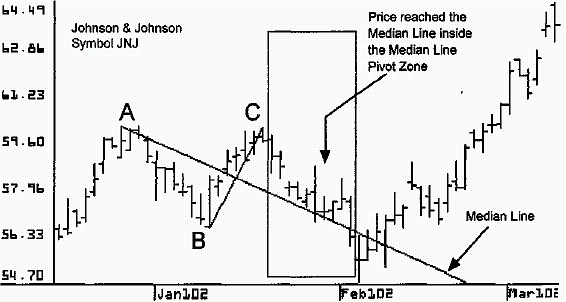 64.49
62.86
61.23
59.60
57.96
56.33
54.70
Johnson & Johnson
Symbol JNJ
Price reached the
Median Line inside
the Median Line
Pivot Zone
A
C
B
Median Line
Jan102
Feb102
Mar102